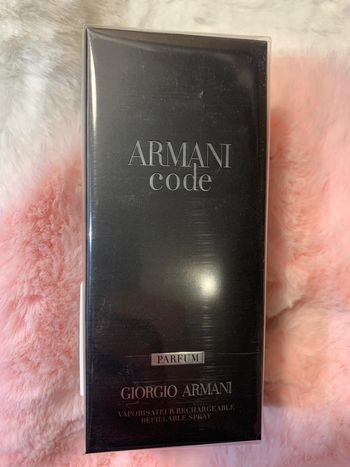 ARMANI
code
PARFUM
GIORGIO ARMANI
VAPORISATEUR RECHARGEABLE
REFILLABLE SPRAY